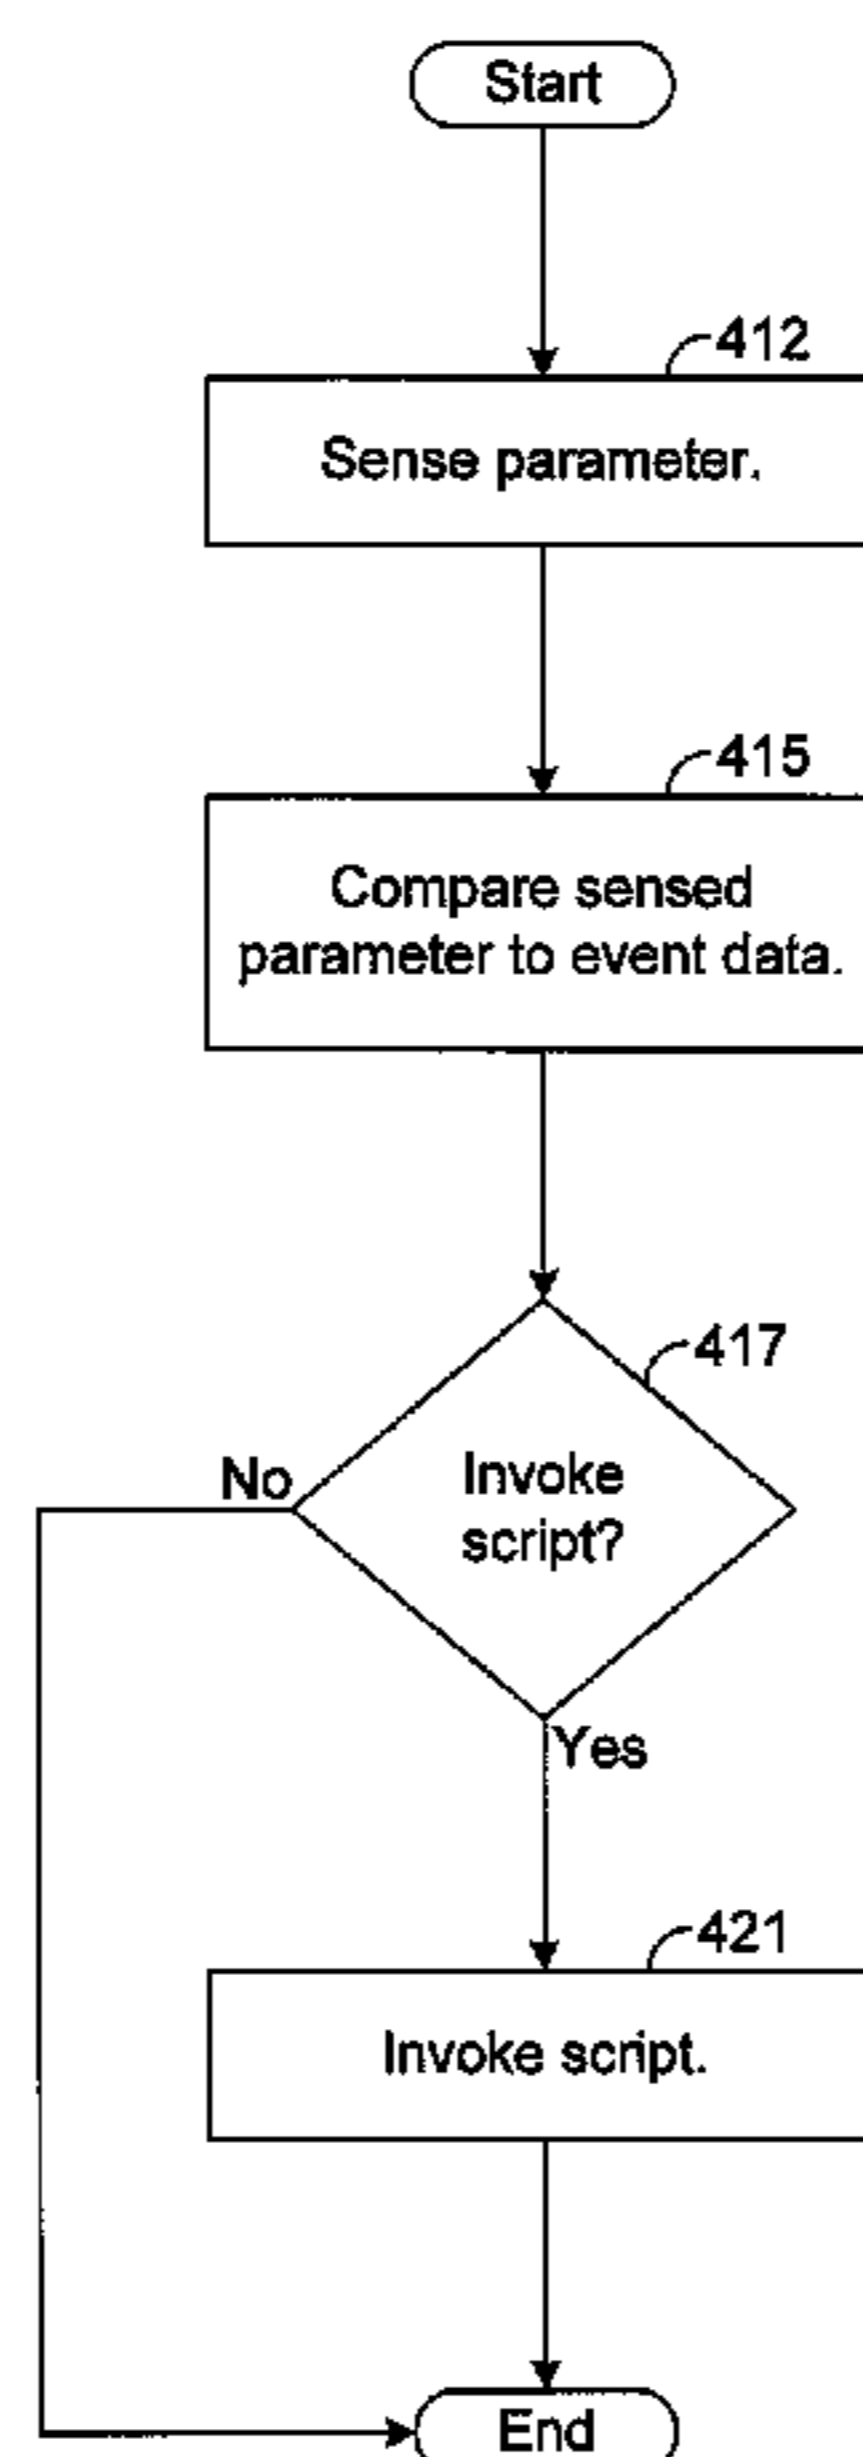 Start
412
Sense parameter.
415
Compare sensed
parameter to event data.
417
No
Invoke
script?
Yes
421
Invoke script.
End